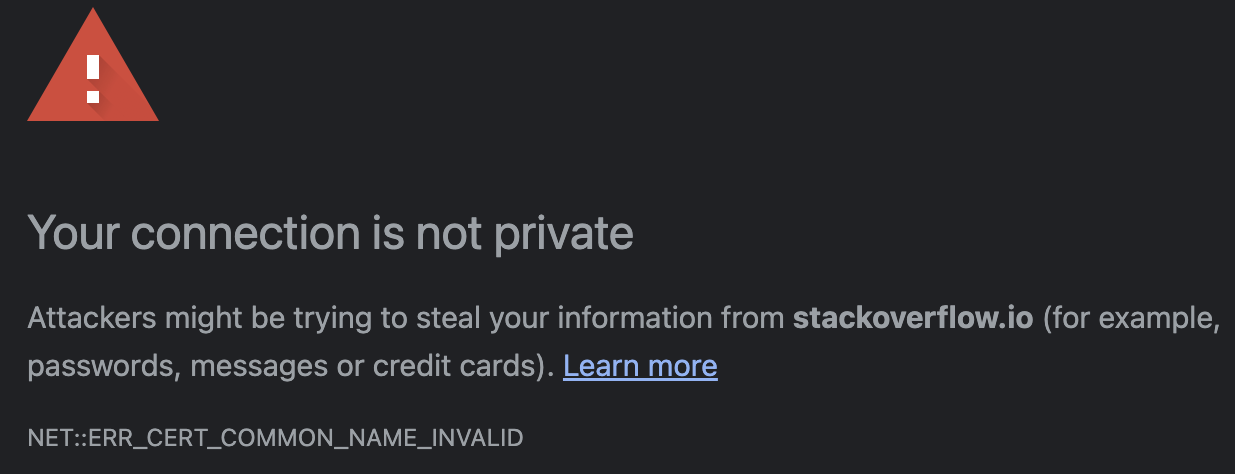 Your connection is not private
Attackers might be trying to steal your information from stackoverflow.io (for example,
passwords, messages or credit cards). Learn more
NET::ERR_CERT_COMMON_NAME_INVALID